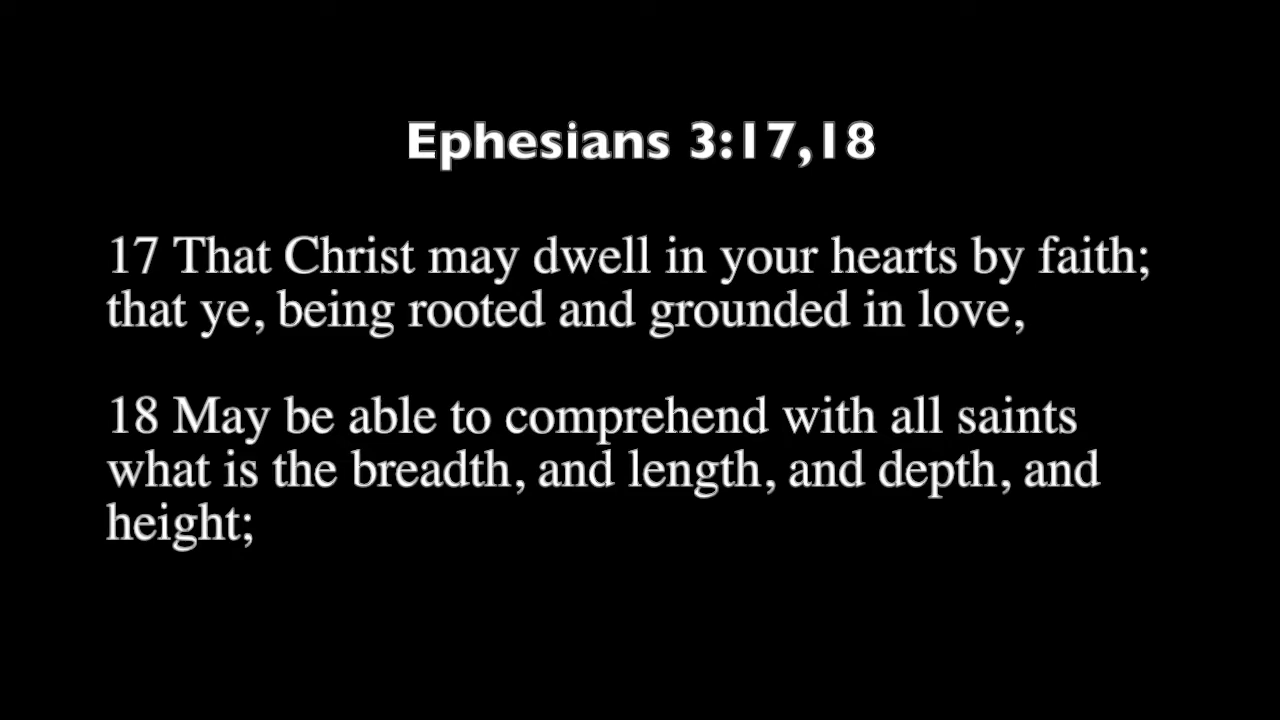 Ephesians 3:17,18
17 That Christ may dwell in your hearts by faith;
that ye, being rooted and grounded in love,
18 May be able to comprehend with all saints
what is the breadth, and length, and depth, and
height;